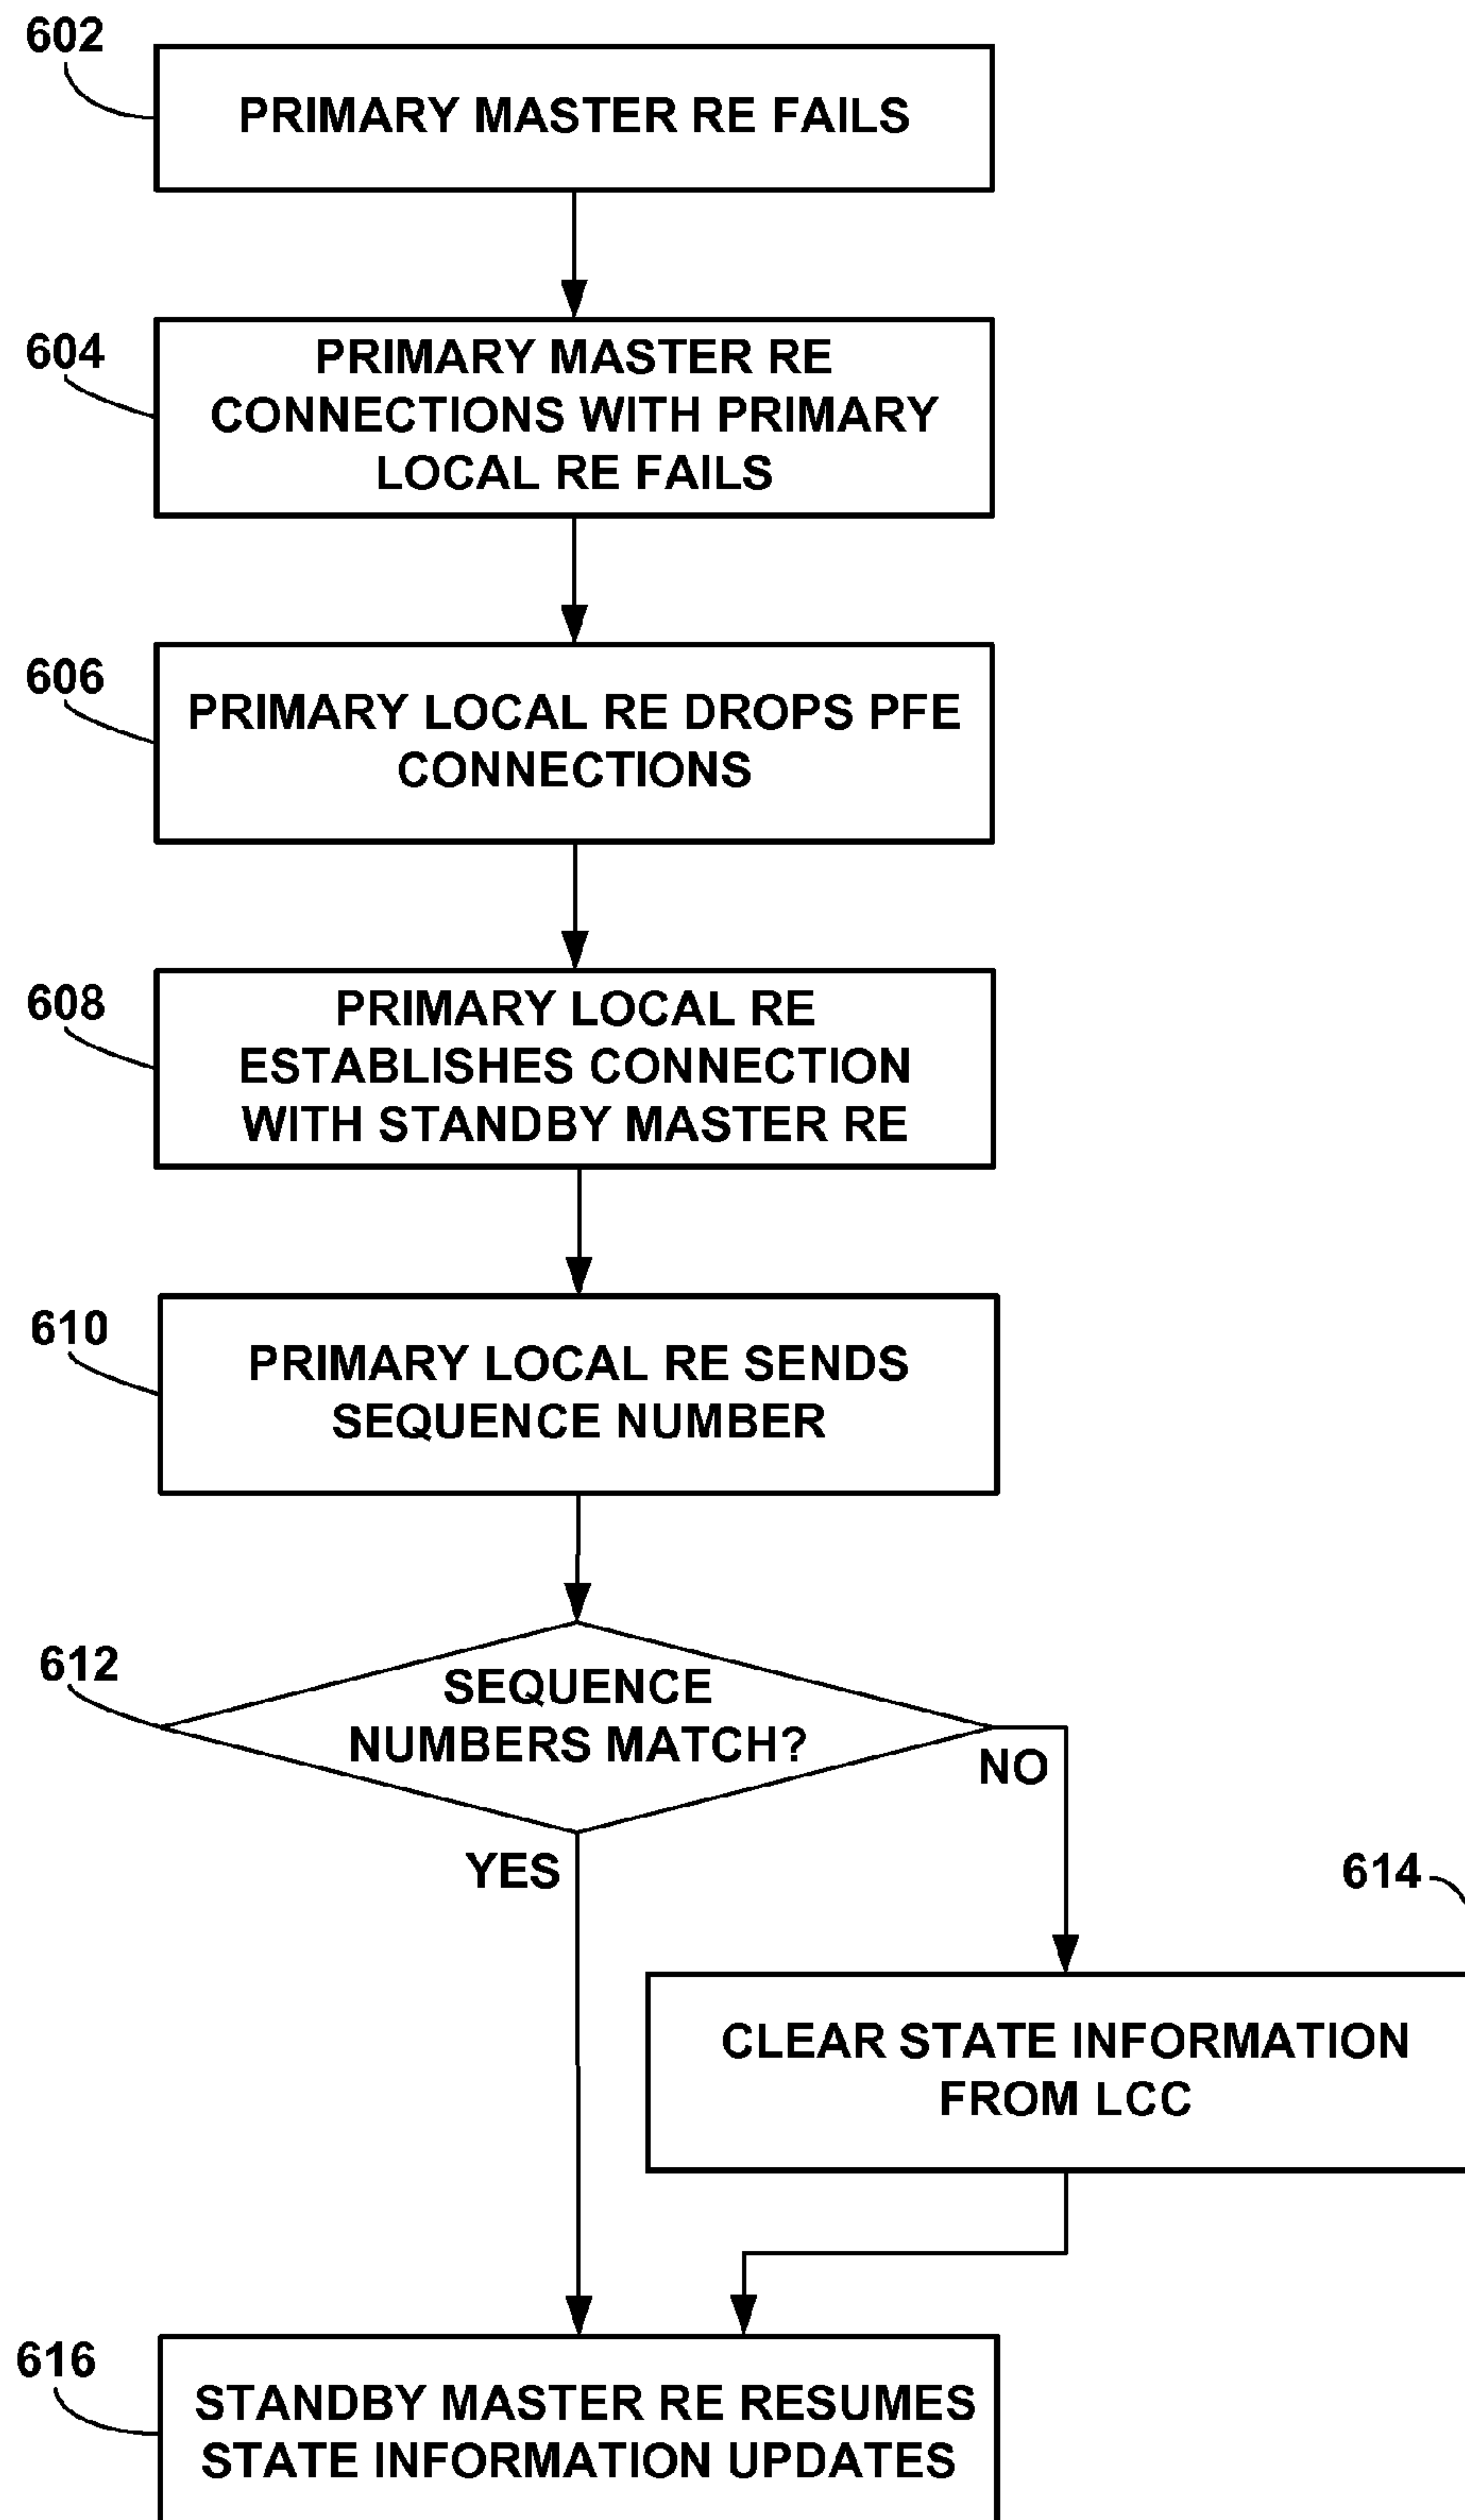 602
PRIMARY MASTER RE FAILS
604
PRIMARY MASTER RE
CONNECTIONS WITH PRIMARY
LOCAL RE FAILS
606
PRIMARY LOCAL RE DROPS PFE
CONNECTIONS
608
PRIMARY LOCAL RE
ESTABLISHES CONNECTION
WITH STANDBY MASTER RE
610
PRIMARY LOCAL RE SENDS
SEQUENCE NUMBER
612
SEQUENCE
NUMBERS MATCH?
NO
YES
614
CLEAR STATE INFORMATION
FROM LCC
616
STANDBY MASTER RE RESUMES
STATE INFORMATION UPDATES